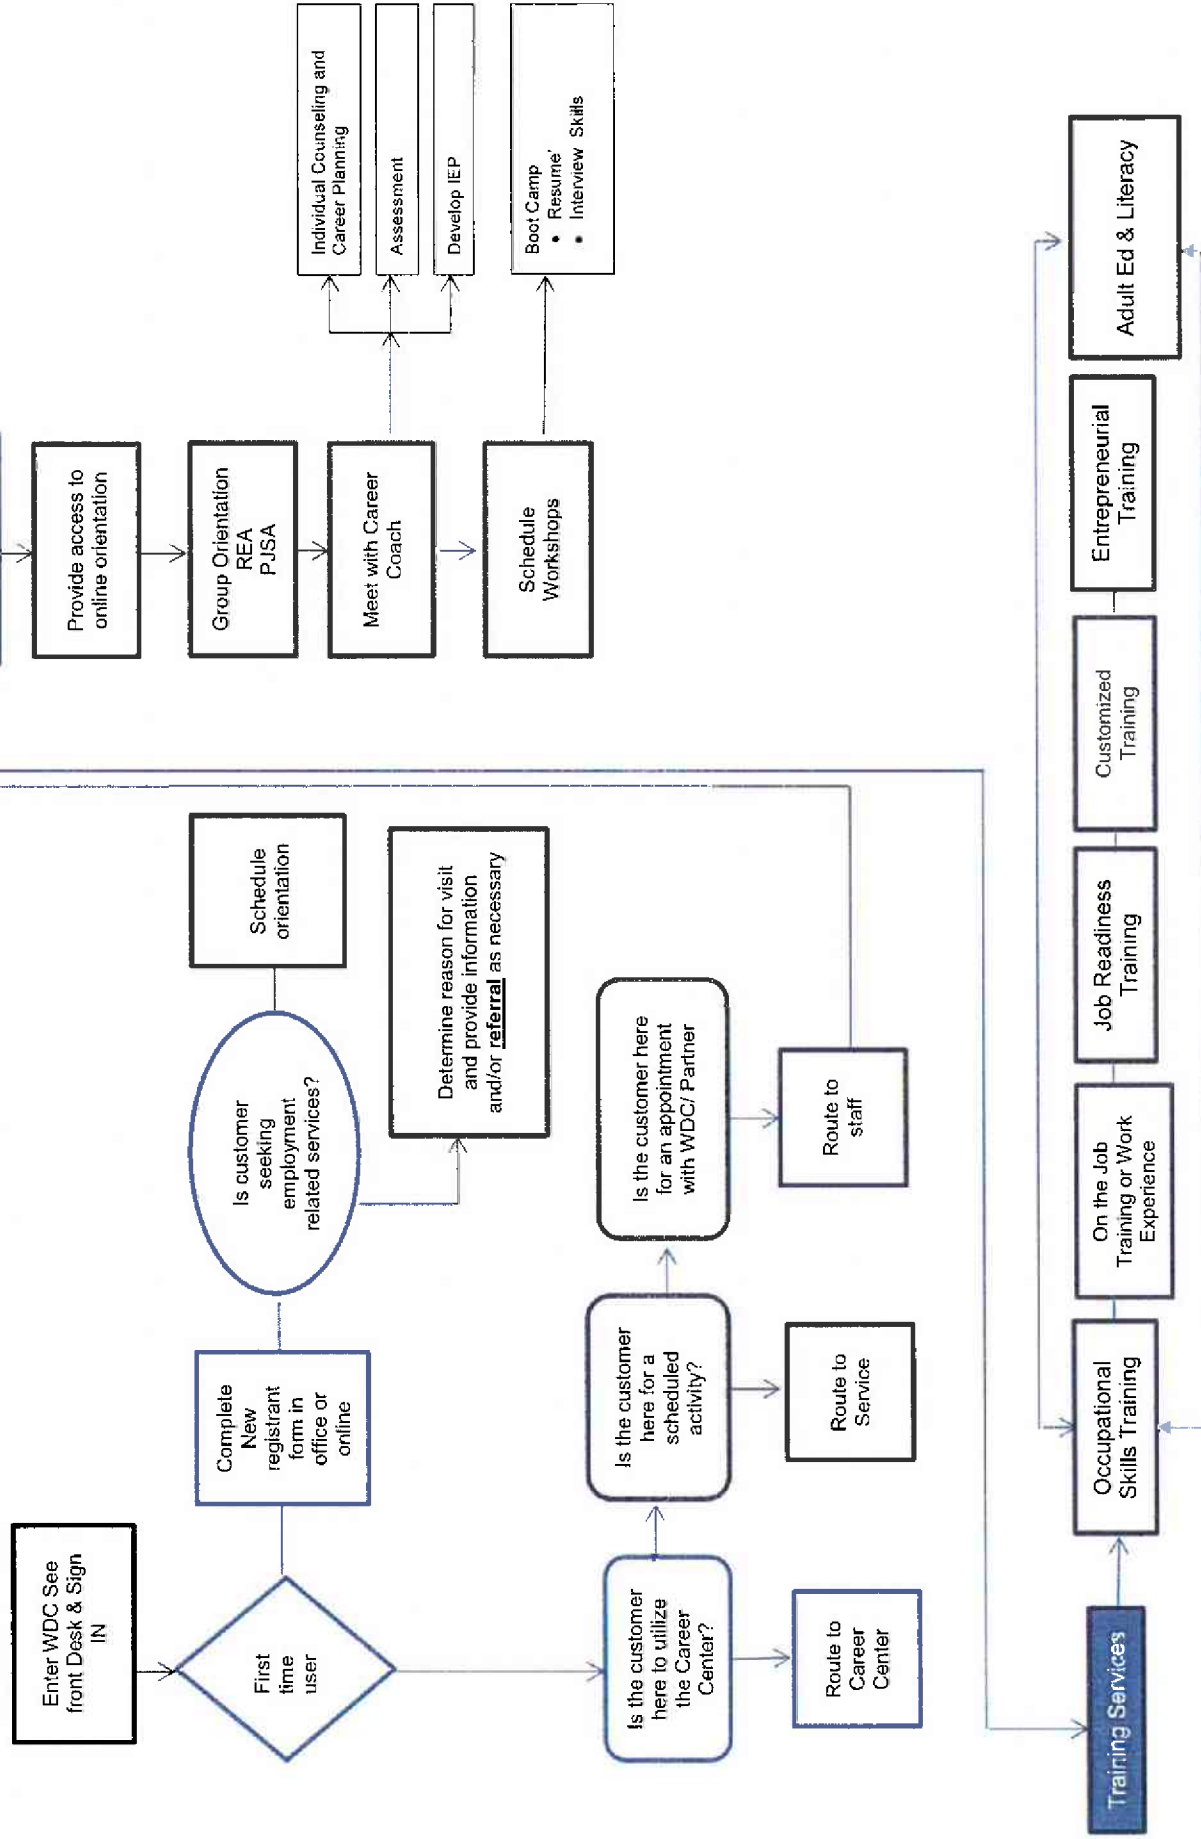 Enter WDC See
front Desk & Sign
IN
First
time
user
Complete
New
registrant
form in
office or
online
Is customer
seeking
employment
related services?
Schedule
orientation
Determine reason for visit
and provide information
and/or referral as necessary
Is the customer
here to utilize
the Career
Center?
Route to
Career
Center
Is the customer
here for a
scheduled
activity?
Route to
Service
Is the customer here
for an appointment
with WDC/ Partner
Route to
staff
Provide access to
online orientation
Group Orientation
REA
PJSA
Meet with Career
Coach
Schedule
Workshops
Individual Counseling and
Career Planning
Assessment
Develop IEP
Boot Camp
• Resume'
• Interview Skills
Training Services
Occupational
Skills Training
On the Job
Training or Work
Experience
Job Readiness
Training
Customized
Training
Entrepreneurial
Training
Adult Ed & Literacy